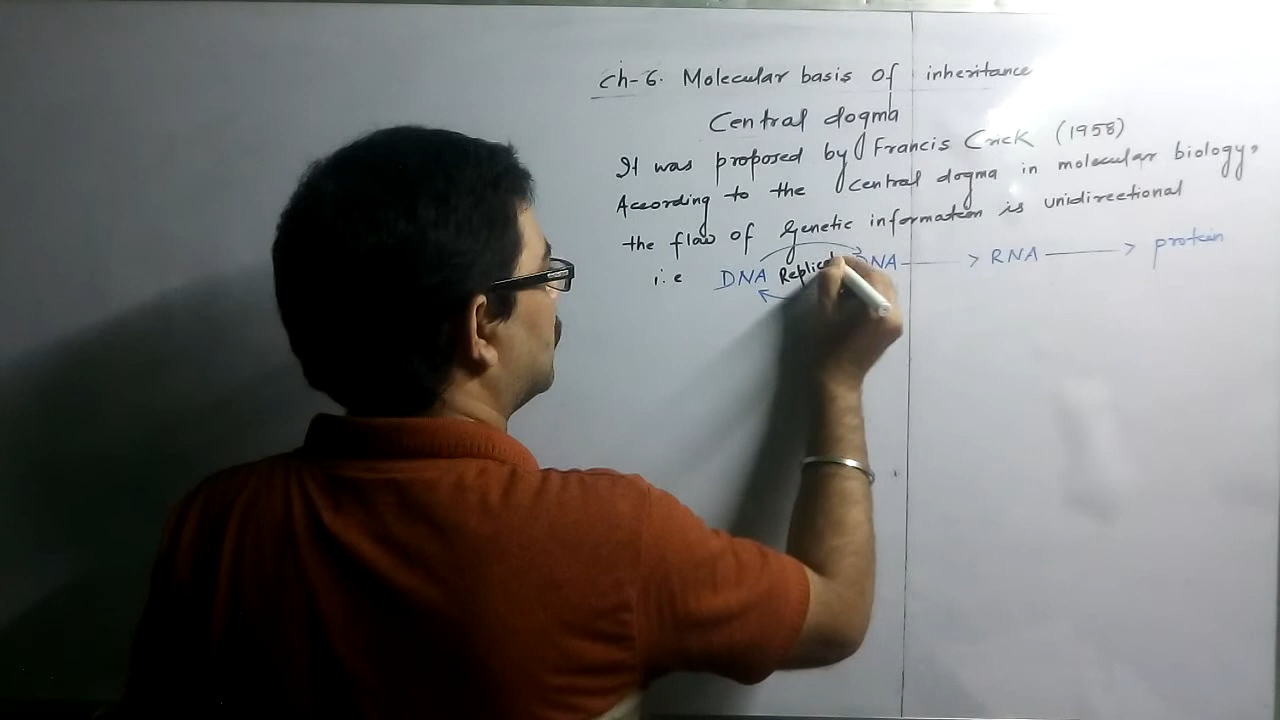 Ch-6. Molecular basis of inheritance
Central dogma
It was proposed by Francis Crick (1958)
According to the central dogma in molecular biology,
the flow of genetic information is unidirectional
i.e DNA DNA → RNA → protein